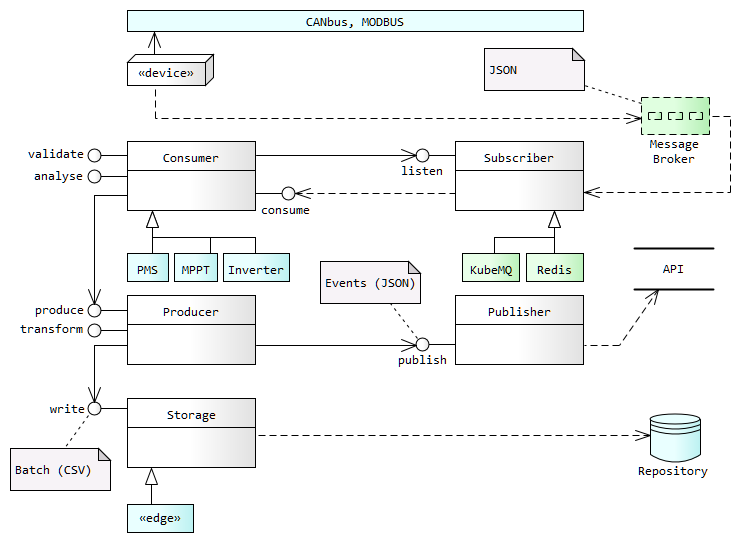 CANbus, MODBUS
«device»
JSON
Message
Broker
validate
Consumer
Subscriber
listen
analyse
consume
PMS
MPPT
Inverter
KubeMQ
Redis
API
Events (JSON)
produce
Producer
Publisher
transform
publish
write
Storage
Batch (CSV)
Repository
«edge»